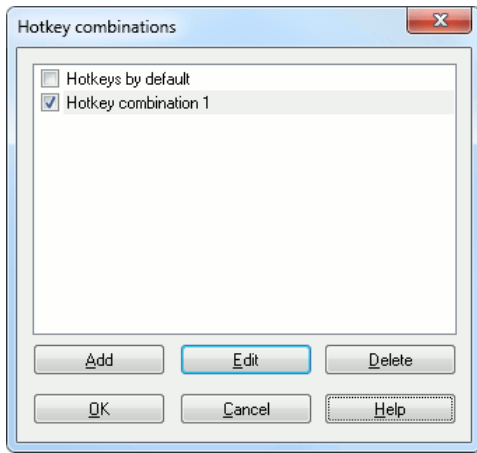 Hotkey combinations
Hotkeys by default
Hotkey combination 1
Add Edit Delete
OK Cancel Help